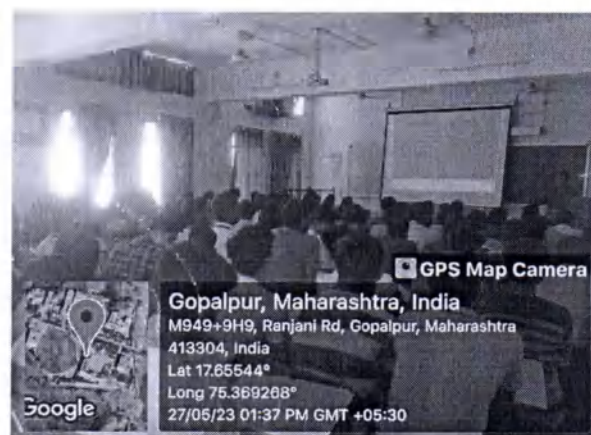 GPS Map Camera
Gopalpur, Maharashtra, India
M949+9H9, Ranjani Rd, Gopalpur, Maharashtra
413304, India
Lat 17.65544°
Long 75.369268°
27/05/23 01:37 PM GMT +05:30
Google